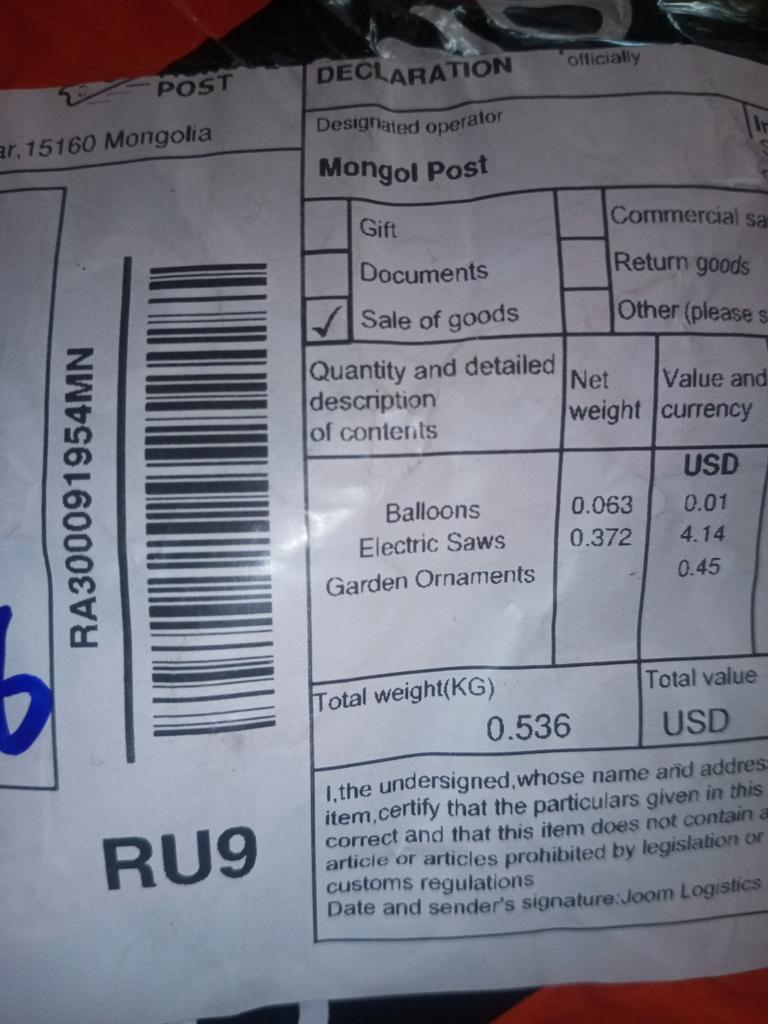 POST
ar,15160 Mongolia
RA300091954MN
RU9
DECLARATION
officially
Designated operator
Mongol Post
Gift
Documents
✓ Sale of goods
Commercial sa
Return goods
Other (please s
Quantity and detailed
description
of contents
Net
weight
Value and
currency
USD
Balloons 0.063 0.01
Electric Saws 0.372 4.14
Garden Ornaments 0.45
Total weight(KG)
0.536
Total value
USD
I,the undersigned,whose name and addres
item,certify that the particulars given in this
correct and that this item does not contain a
article or articles prohibited by legislation or
customs regulations
Date and sender's signature:Joom Logistics